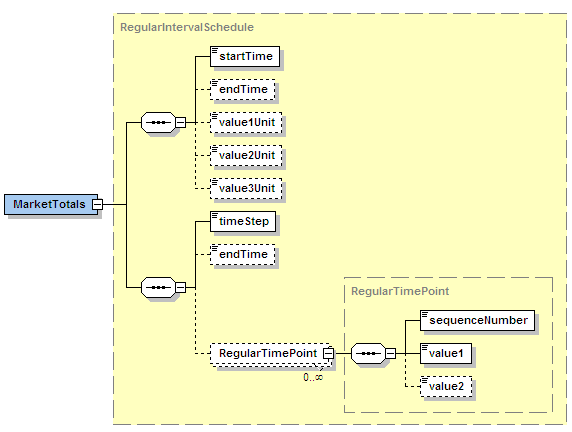 RegularIntervalSchedule
startTime
endTime
value1Unit
value2Unit
value3Unit
MarketTotals
timeStep
endTime
RegularTimePoint
sequenceNumber
RegularTimePoint
value1
0..∞
value2